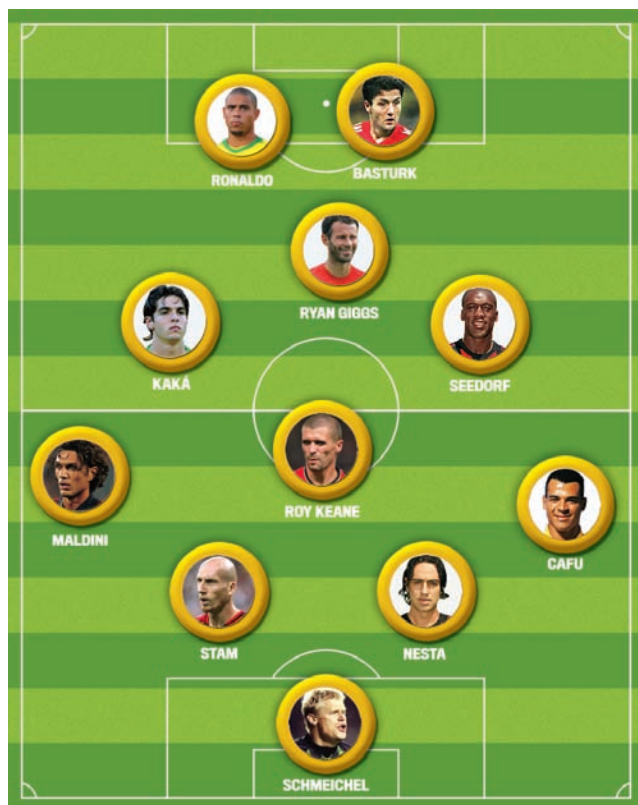 RONALDO
BASTURK
RYAN GIGGS
KAKÁ
SEEDORF
ROY KEANE
MALDINI
CAFU
STAM
NESTA
SCHMEICHEL